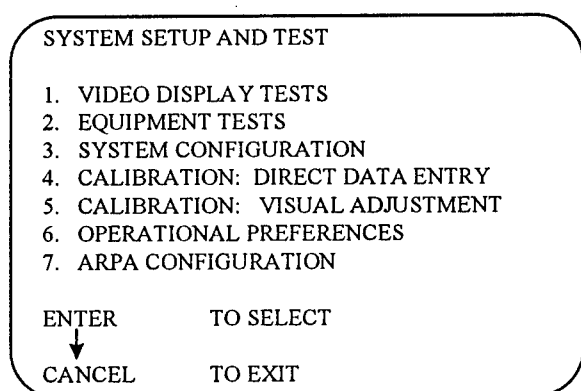 SYSTEM SETUP AND TEST
1. VIDEO DISPLAY TESTS
2. EQUIPMENT TESTS
3. SYSTEM CONFIGURATION
4. CALIBRATION: DIRECT DATA ENTRY
5. CALIBRATION: VISUAL ADJUSTMENT
6. OPERATIONAL PREFERENCES
7. ARPA CONFIGURATION
ENTER TO SELECT
CANCEL TO EXIT